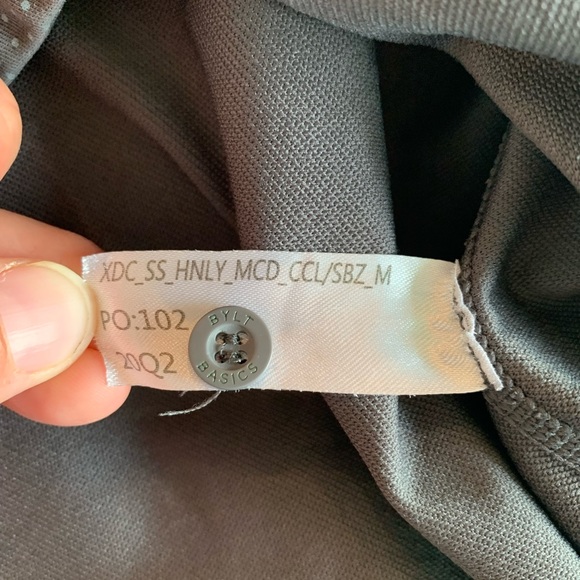 XDC_SS_HNLY_MCD_CCL/SBZ_M
PO:102
20Q2
BYLT
BASICS